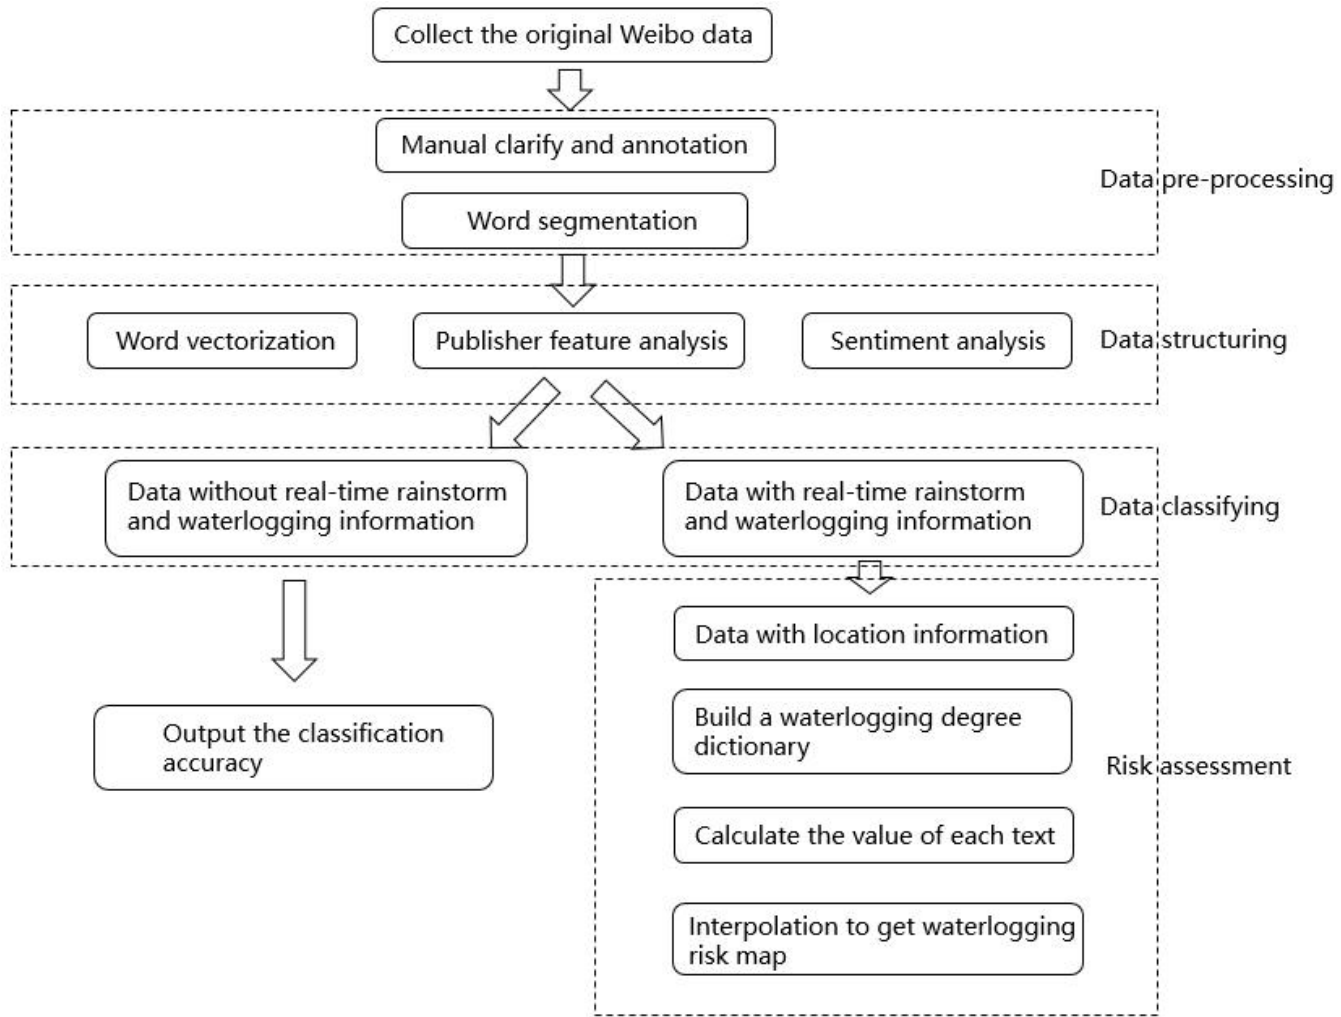 Collect the original Weibo data
Manual clarify and annotation
Data pre-processing
Word segmentation
Word vectorization
Publisher feature analysis
Sentiment analysis
Data structuring
Data without real-time rainstorm
and waterlogging information
Data with real-time rainstorm
and waterlogging information
Data classifying
Data with location information
Build a waterlogging degree
dictionary
Output the classification
accuracy
Risk assessment
Calculate the value of each text
Interpolation to get waterlogging
risk map